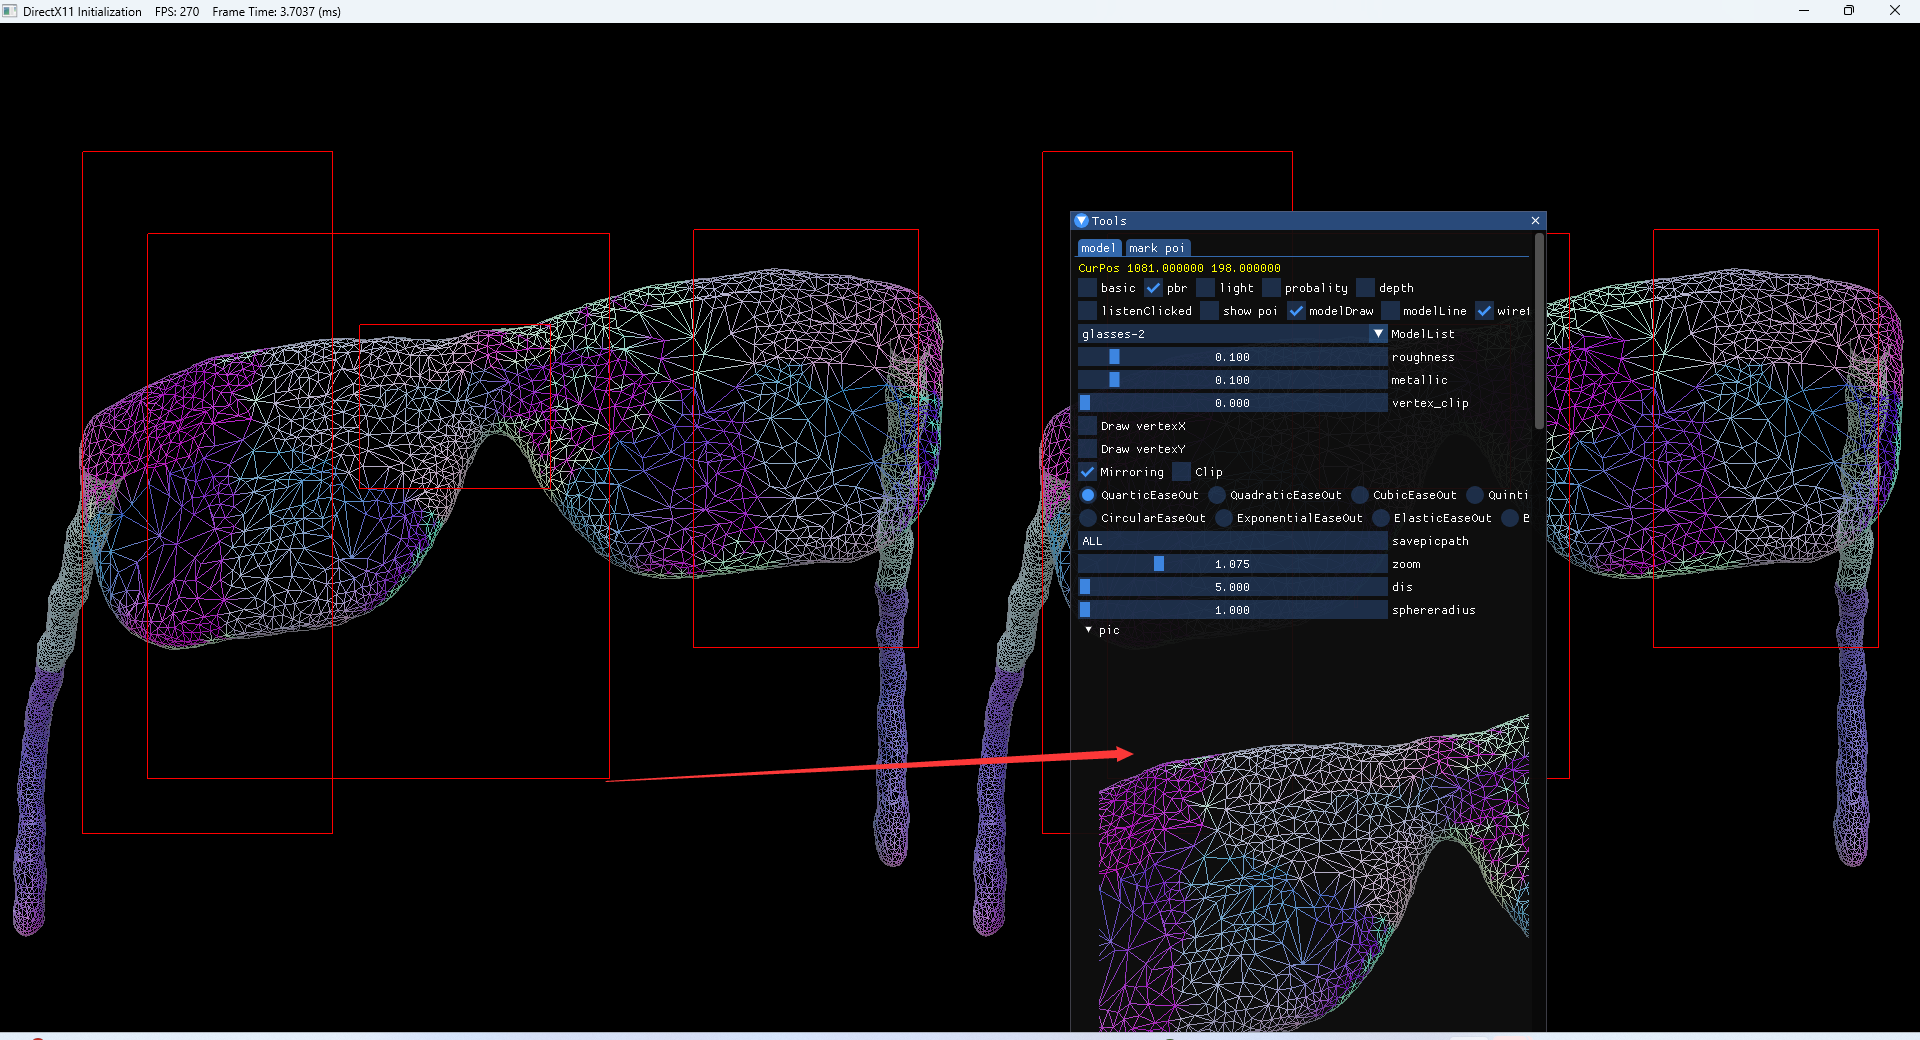 DirectX11 Initialization FPS: 270 Frame Time: 3.7037 (ms)
Tools
model mark poi
CurPos 1081.000000 198.000000
basic pbr light probality depth
listenClicked show poi modelDraw modelLine wiref
glasses-2 ModelList
0.100 roughness
0.100 metallic
0.000 vertex_clip
Draw vertexX
Draw vertexY
Mirroring Clip
QuarticEaseOut QuadraticEaseOut CubicEaseOut Quinti
CircularEaseOut ExponentialEaseOut ElasticEaseOut B
ALL savepicpath
1.075 zoom
5.000 dis
1.000 sphereradius
pic